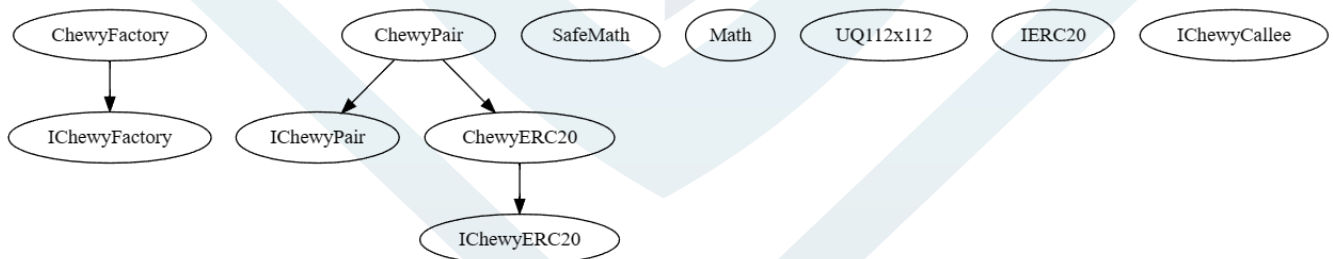 ChewyFactory
ChewyPair
SafeMath
Math
UQ112x112
IERC20
IChewyCallee
IChewyFactory
IChewyPair
ChewyERC20
IChewyERC20